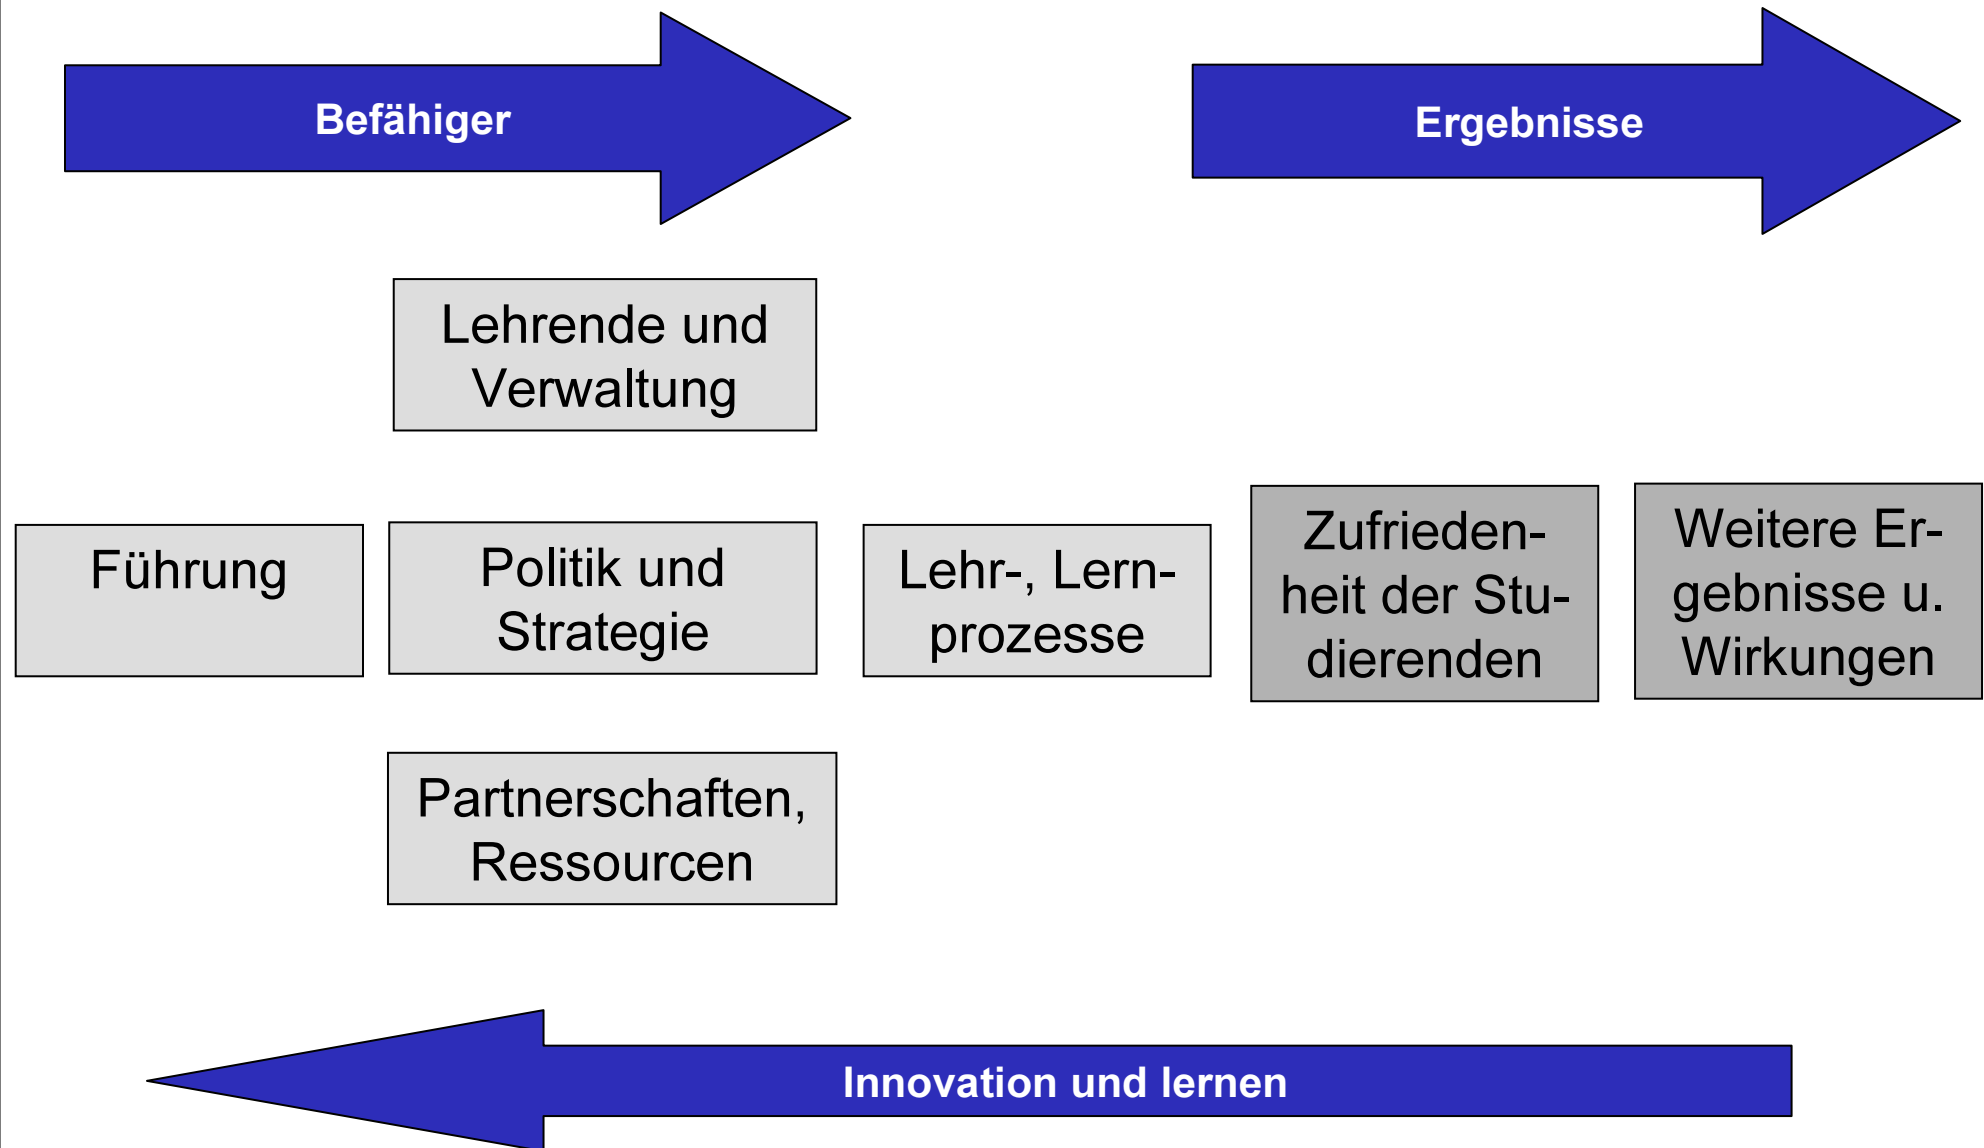 Befähiger
Ergebnisse
Lehrende und
Verwaltung
Führung
Politik und
Strategie
Lehr-, Lern-
prozesse
Zufrieden-
heit der Stu-
dierenden
Weitere Er-
gebnisse u.
Wirkungen
Partnerschaften,
Ressourcen
Innovation und lernen